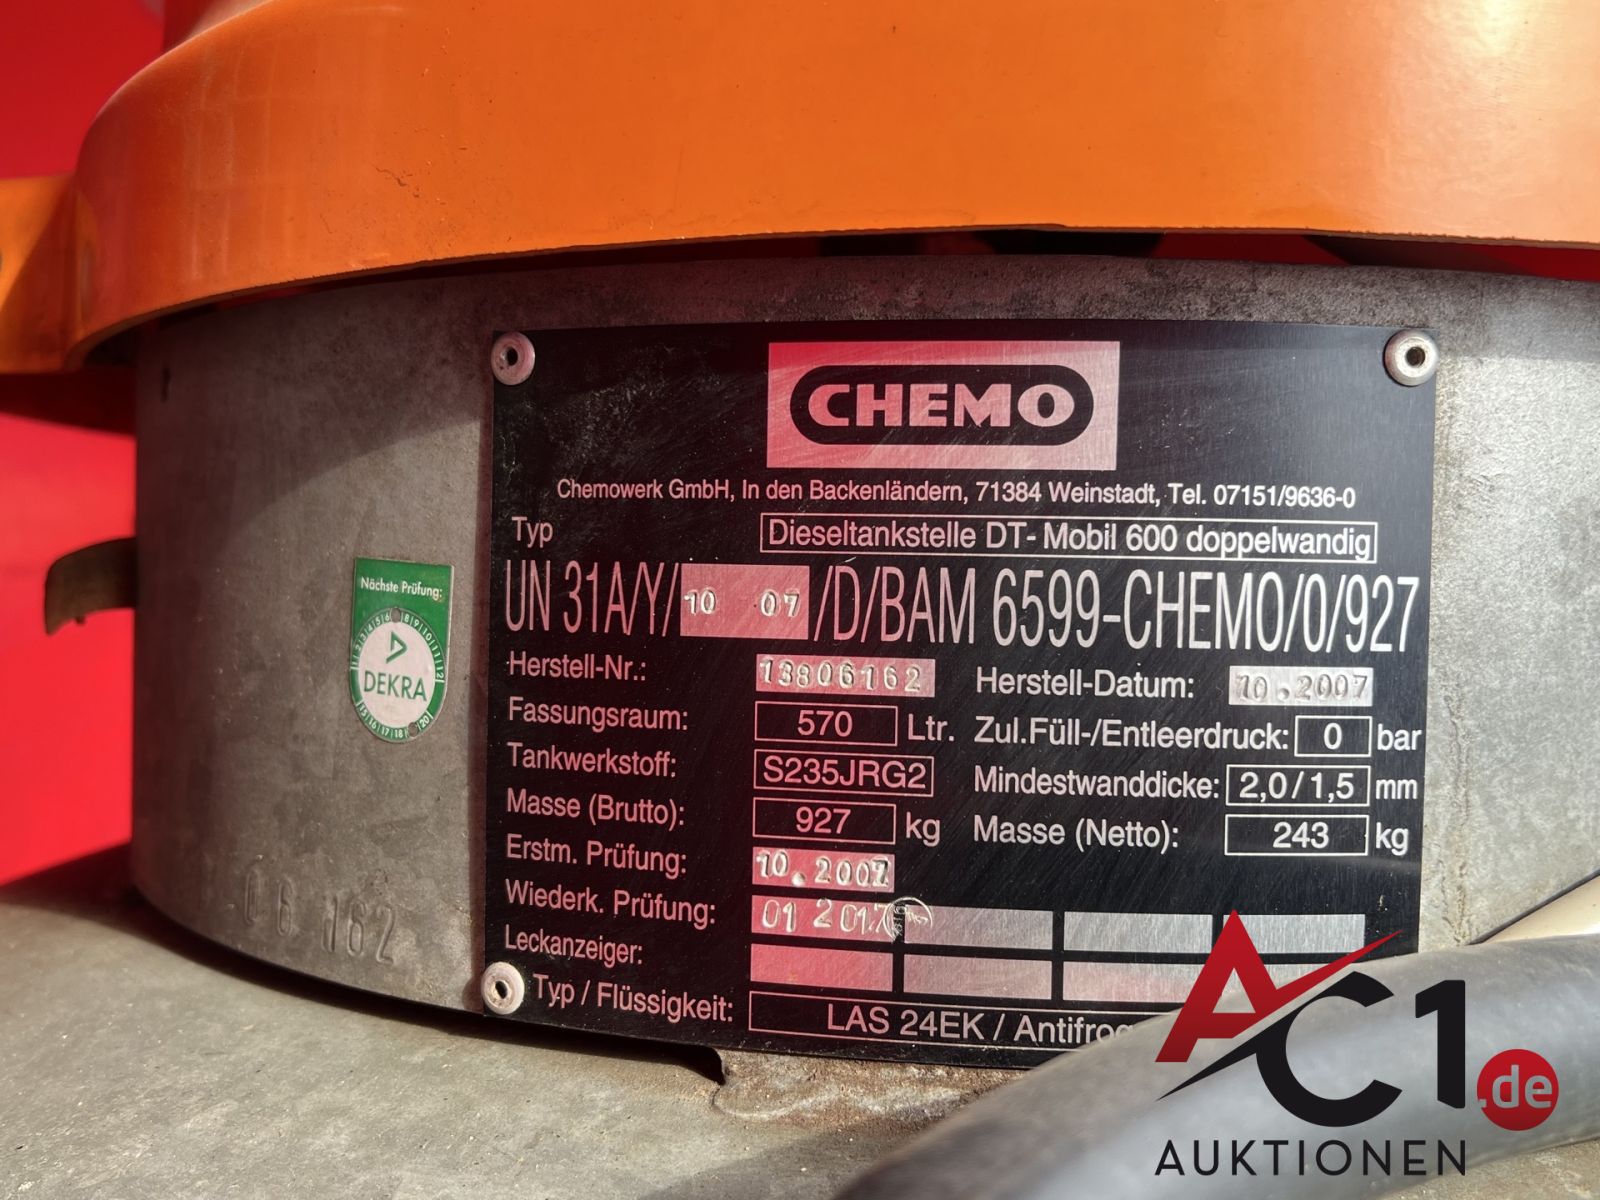 CHEMO
Chemowerk GmbH, In den Backenländern, 71384 Weinstadt, Tel. 07151/9636-0
Typ Dieseltankstelle DT- Mobil 600 doppelwandig
UN 31A/Y/10 07/D/BAM 6599-CHEMO/0/927
Herstell-Nr.: 13806162 Herstell-Datum: 10.2007
Fassungsraum: 570 Ltr. Zul.Füll-/Entleerdruck: 0 bar
Tankwerkstoff: S235JRG2 Mindestwanddicke: 2,0/1,5 mm
Masse (Brutto): 927 kg Masse (Netto): 243 kg
Erstm. Prüfung: 10.2007
Wiederk. Prüfung: 01 2017
Leckanzeiger:
Typ / Flüssigkeit: LAS 24EK /
Nächste Prüfung:
DEKRA
06 162
AC1.de
AUKTIONEN